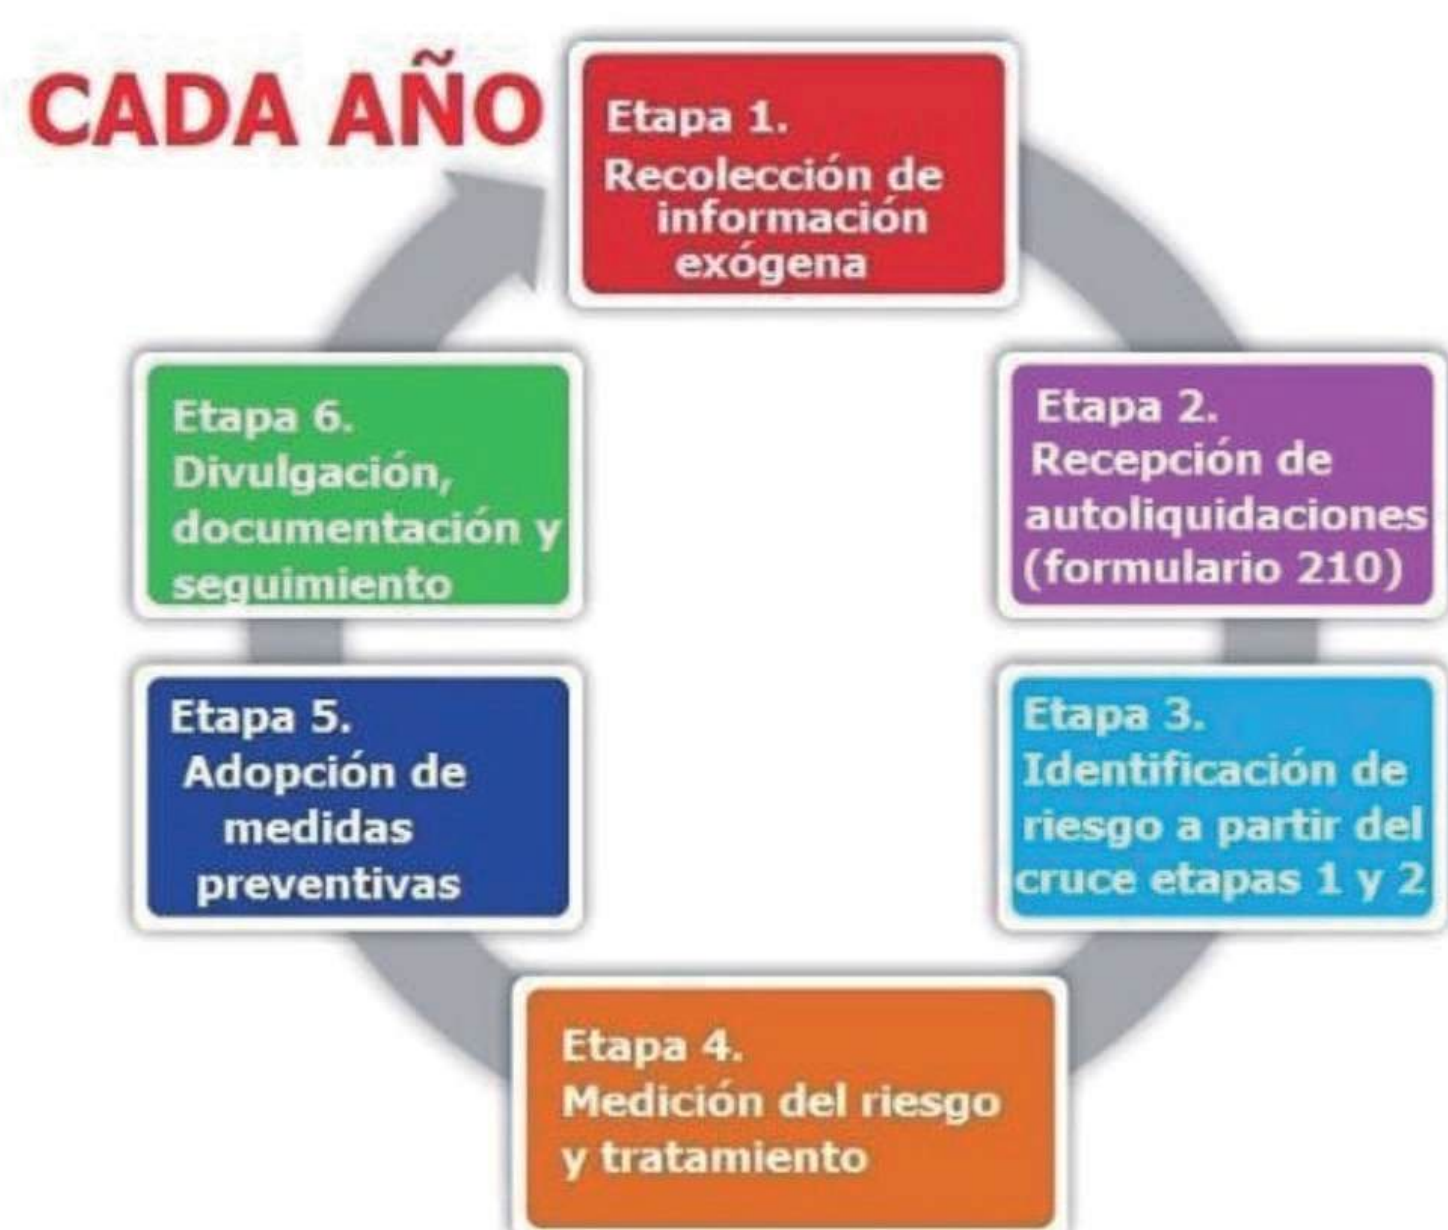 CADA AÑO
Etapa 1.
Recolección de
información
exógena
Etapa 2.
Recepción de
autoliquidaciones
(formulario 210)
Etapa 3.
Identificación de
riesgo a partir del
cruce etapas 1 y 2
Etapa 4.
Medición del riesgo
y tratamiento
Etapa 5.
Adopción de
medidas
preventivas
Etapa 6.
Divulgación,
documentación y
seguimiento